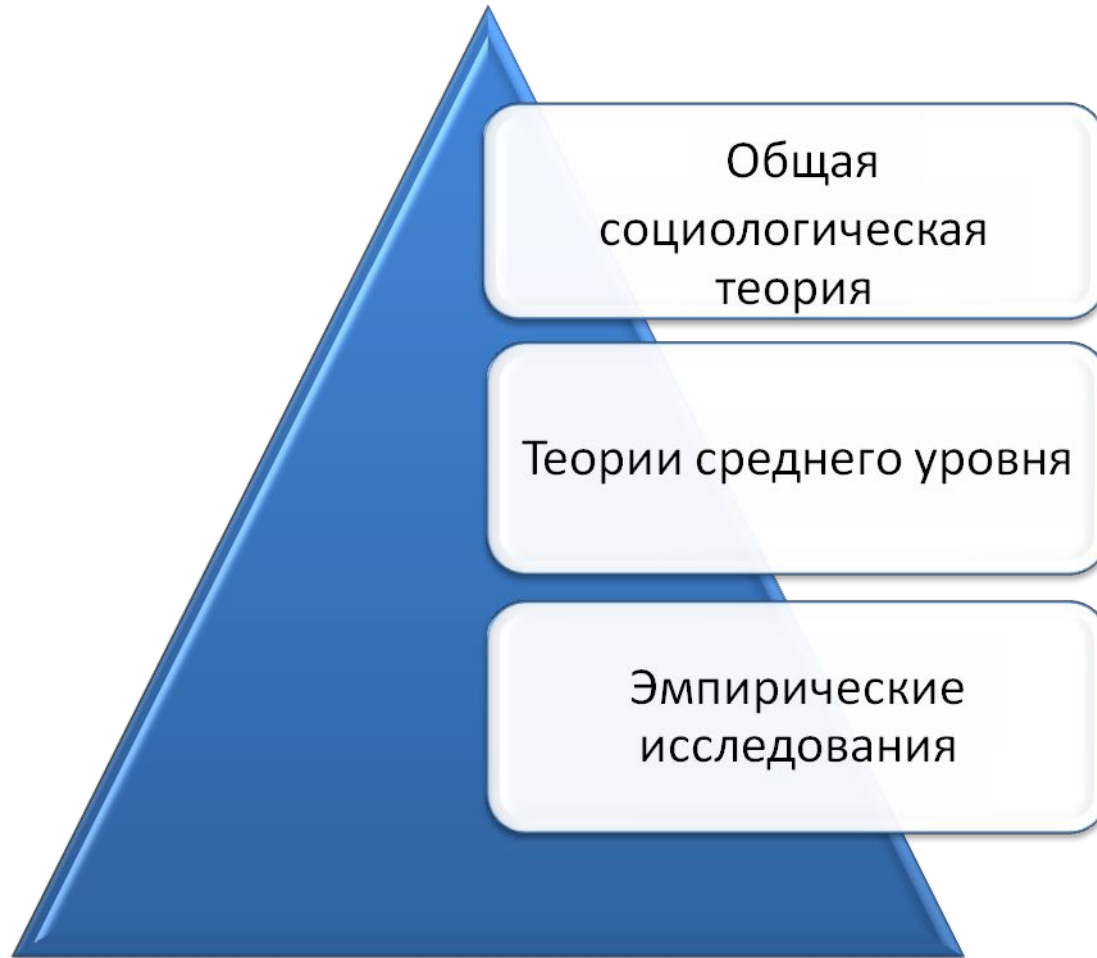 Общая
социологическая
теория
Теории среднего уровня
Эмпирические
исследования